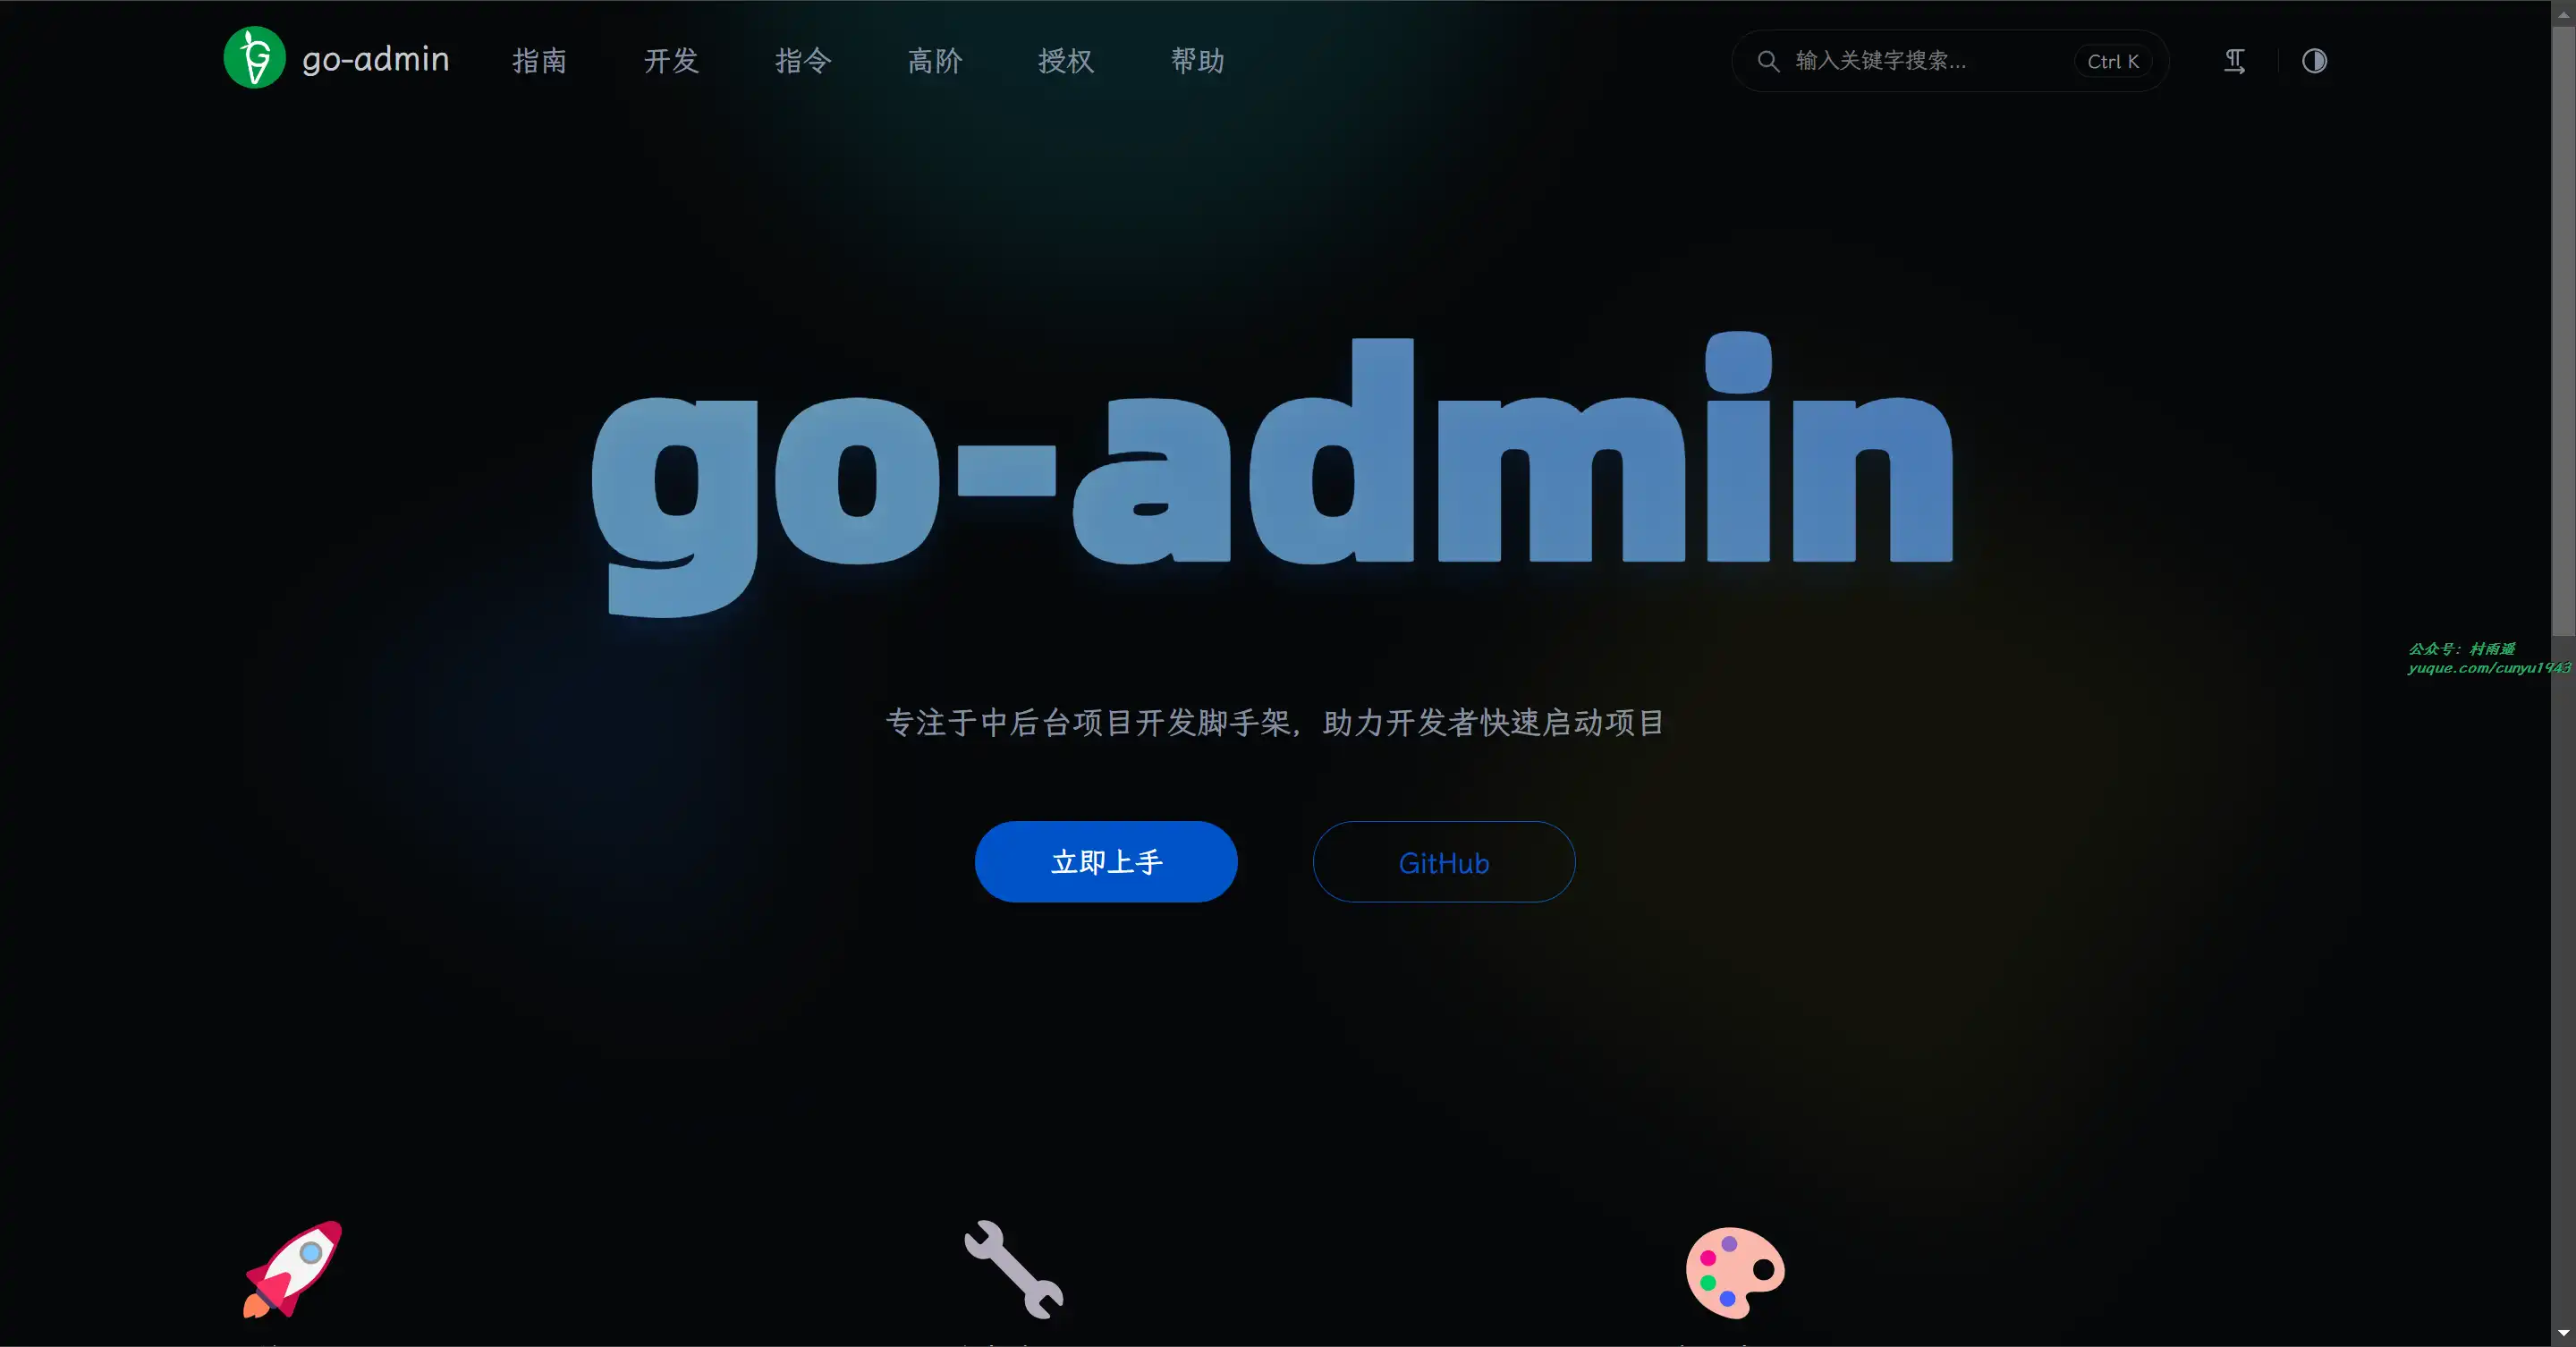 go-admin 指南 开发 指令 高阶 授权 帮助 输入关键字搜索... Ctrl K
go-admin
公众号：村雨遥
yuque.com/cunyu1943
专注于中后台项目开发脚手架，助力开发者快速启动项目
立即上手 GitHub